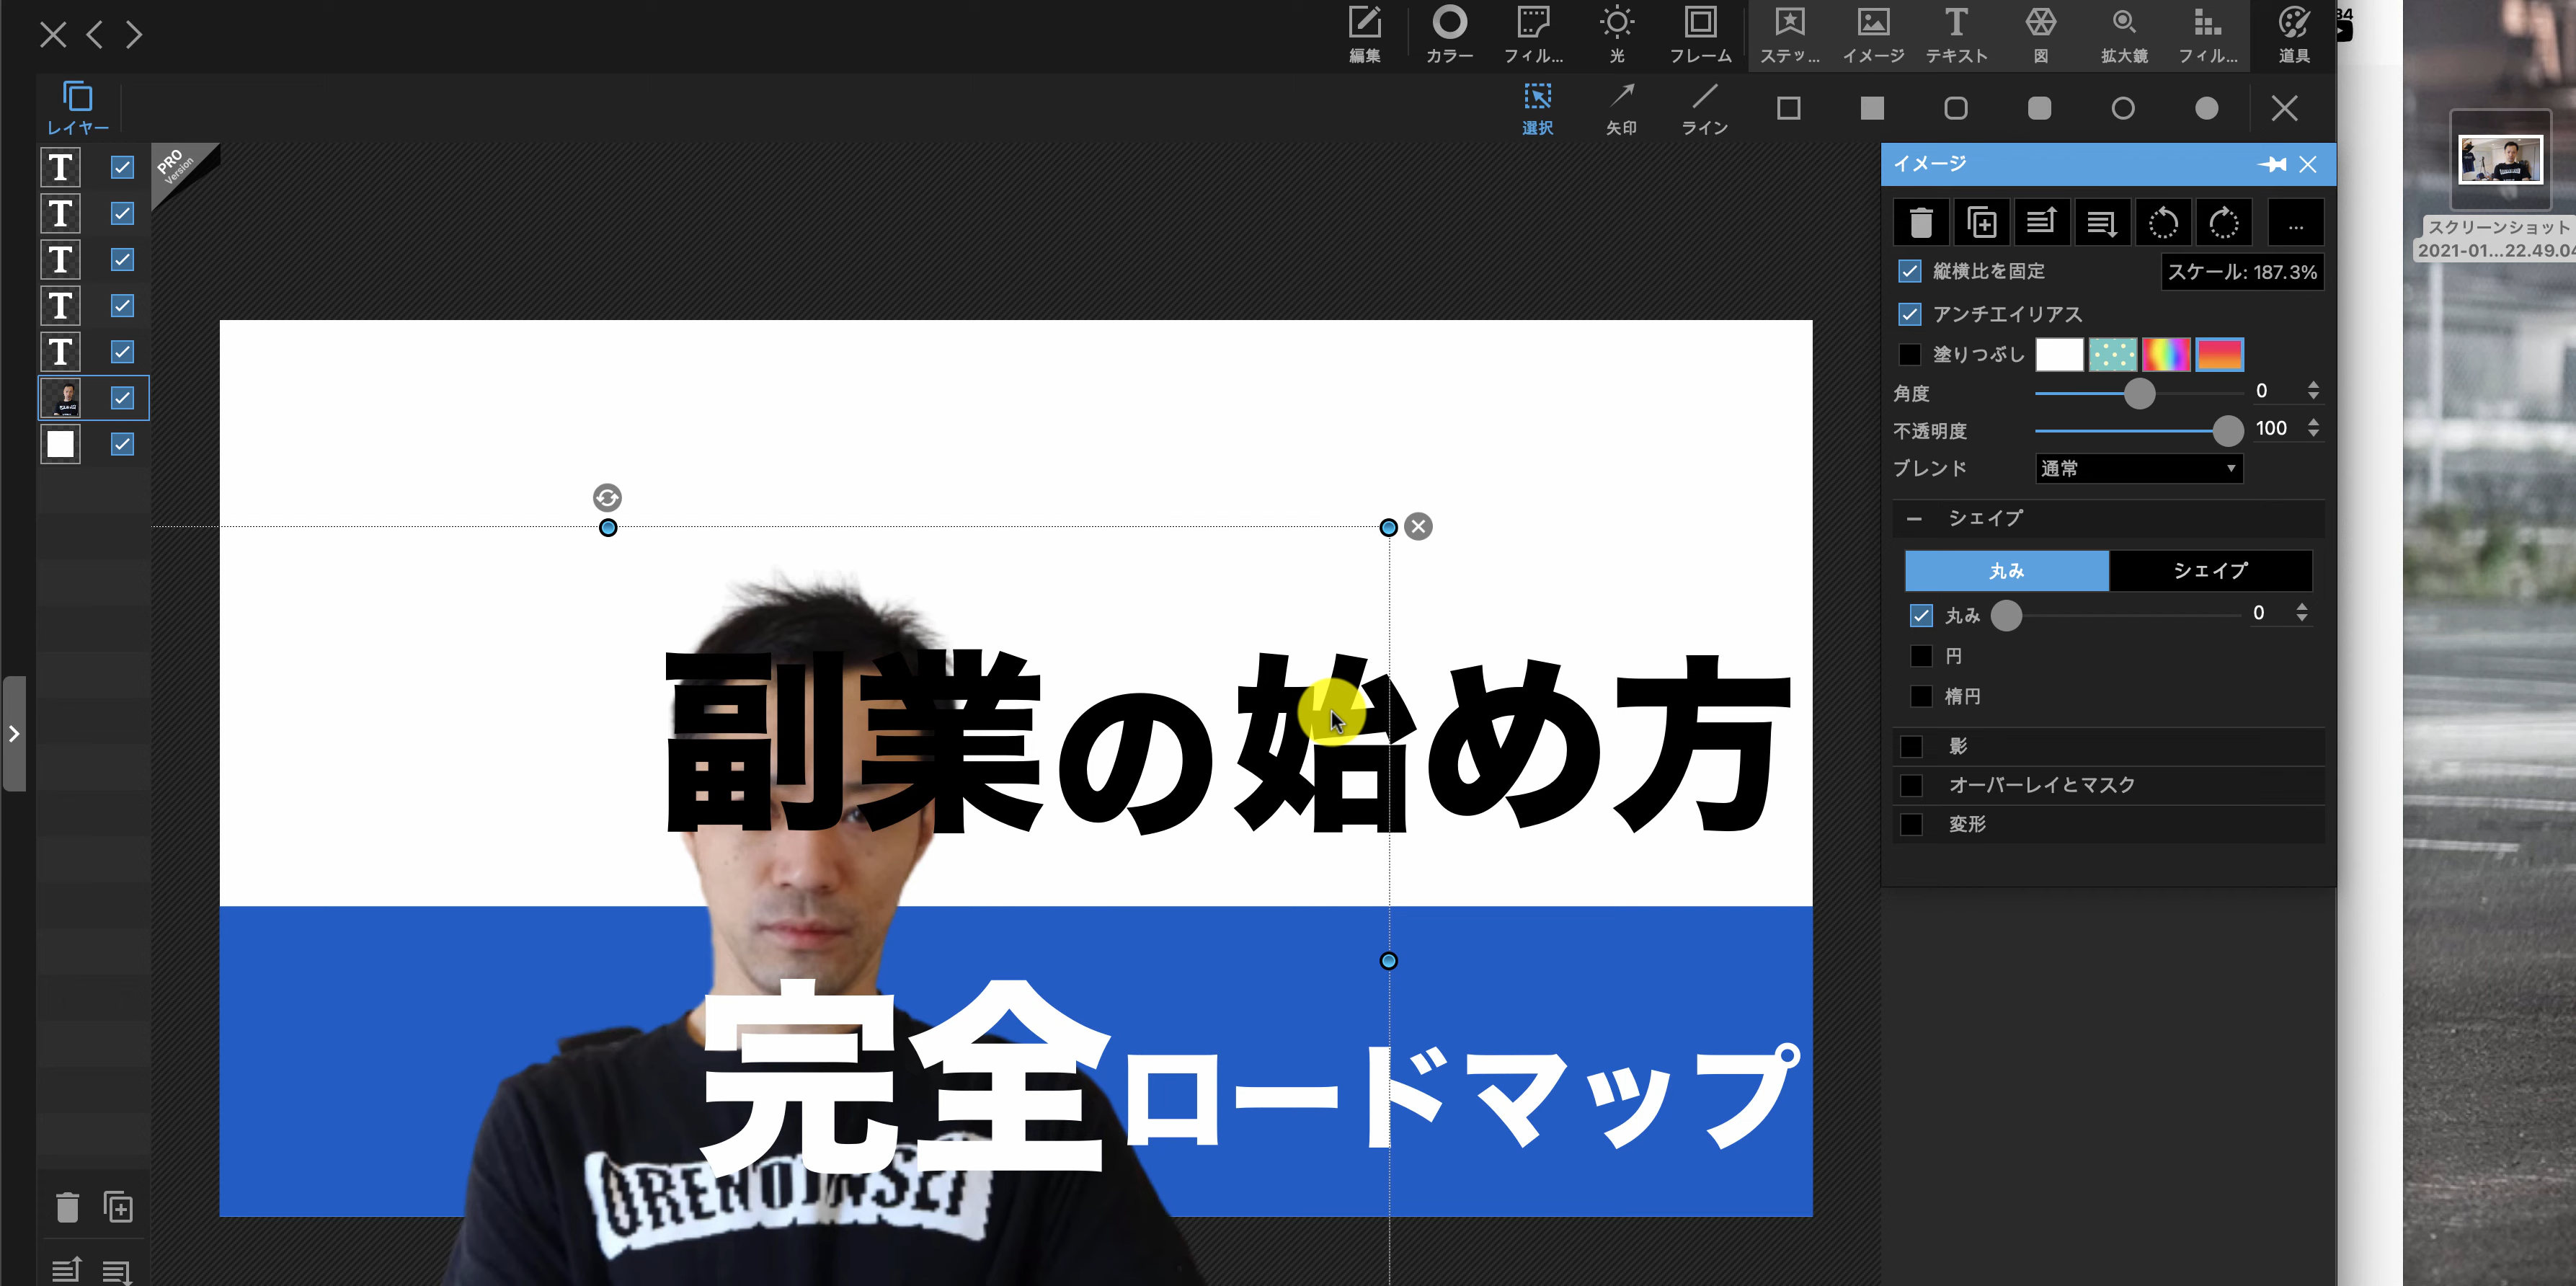 編集
カラー
フィル...
光
フレーム
ステッ...
イメージ
テキスト
図
拡大鏡
フィル...
道具
レイヤー
選択
矢印
ライン
PRO
Version
T
T
T
T
T
イメージ
...
縦横比を固定
スケール: 187.3%
アンチエイリアス
塗りつぶし
角度
0
不透明度
100
ブレンド
通常
シェイプ
丸み
シェイプ
丸み
0
円
楕円
影
オーバーレイとマスク
変形
副業の始め方
完全ロードマップ
スクリーンショット
2021-01...22.49.04